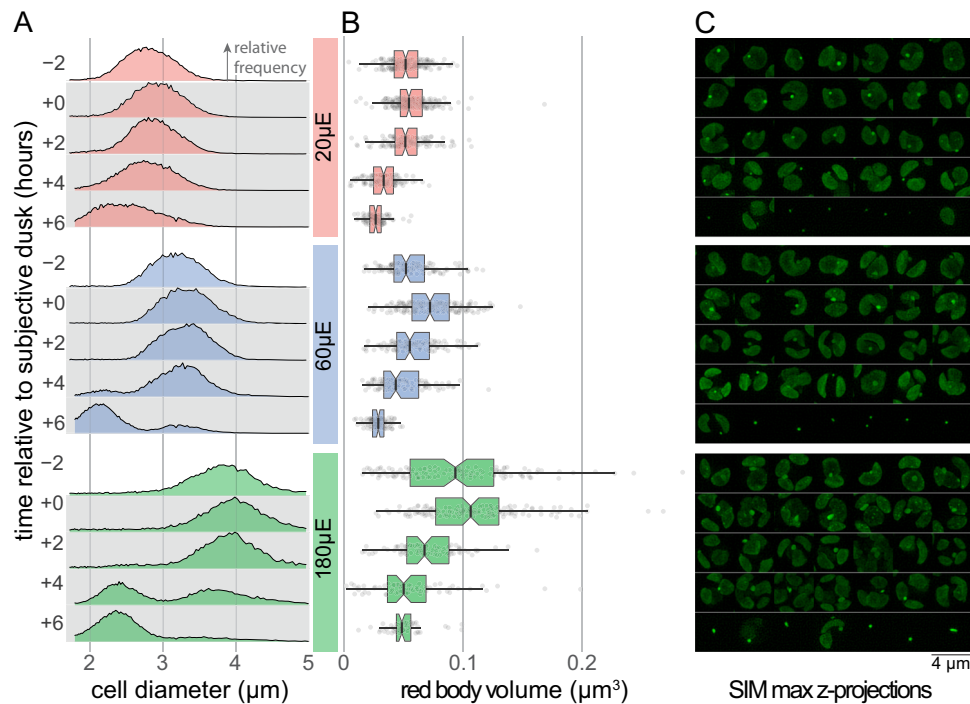 A
B
C
time relative to subjective dusk (hours)
relative
frequency
−2
+0
+2
+4
+6
20µE
−2
+0
+2
+4
+6
60µE
−2
+0
+2
+4
+6
180µE
2 3 4 5
cell diameter (µm)
0 0.1 0.2
red body volume (µm³)
4 µm
SIM max z-projections